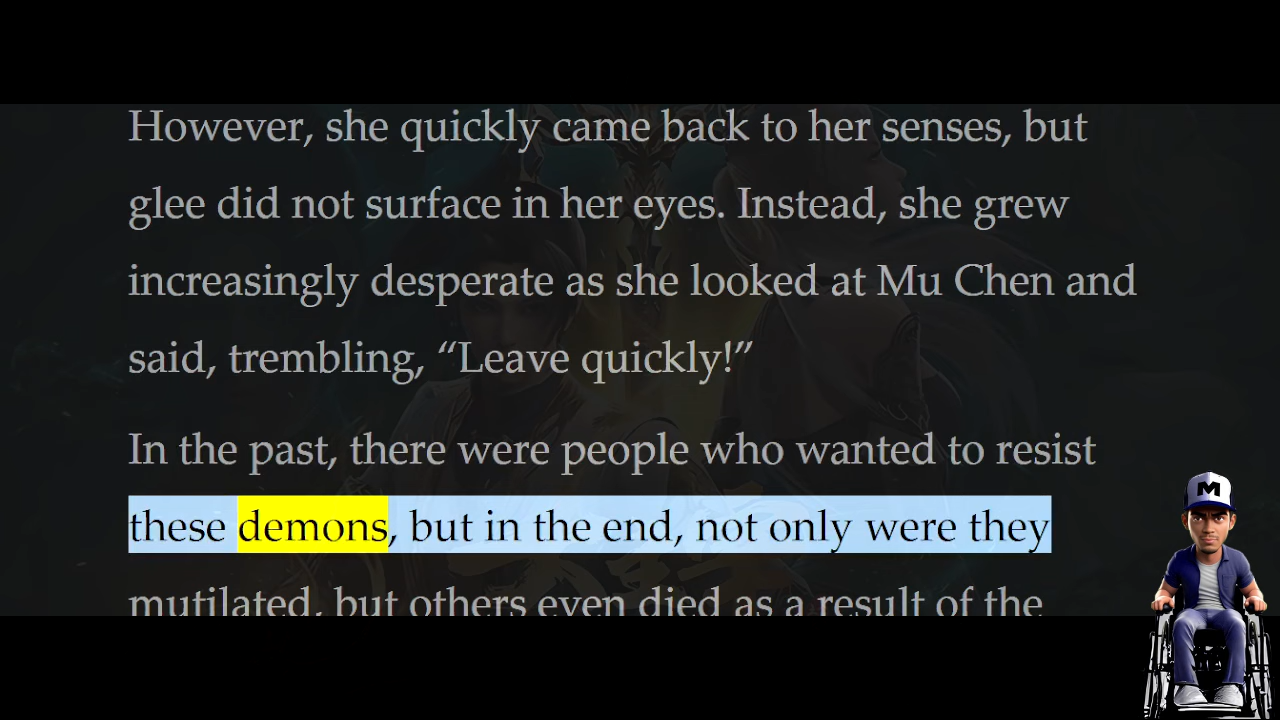 However, she quickly came back to her senses, but
glee did not surface in her eyes. Instead, she grew
increasingly desperate as she looked at Mu Chen and
said, trembling, “Leave quickly!”
In the past, there were people who wanted to resist
these demons, but in the end, not only were they
mutilated, but others even died as a result of the
M